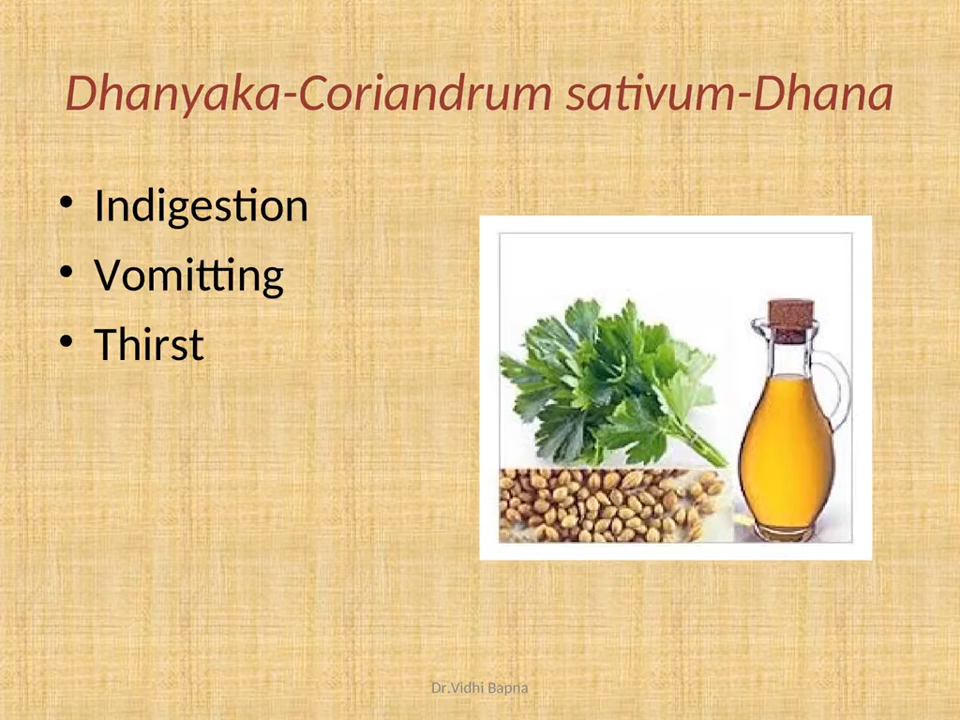 Dhanyaka-Coriandrum sativum-Dhana
• Indigestion
• Vomitting
• Thirst
Dr.Vidhi Bapna